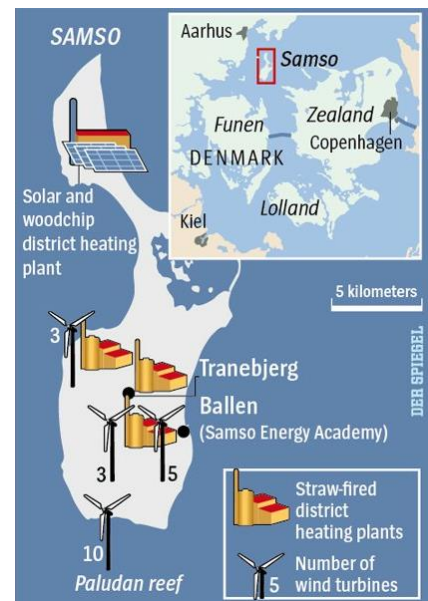 SAMSO
Solar and
woodchip
district heating
plant
Aarhus
Samso
Zealand
Funen
Copenhagen
DENMARK
Lolland
Kiel
5 kilometers
DER SPIEGEL
3
Tranebjerg
Ballen
(Samso Energy Academy)
3
5
10
Paludan reef
Straw-fired
district
heating plants
Number of
5 wind turbines